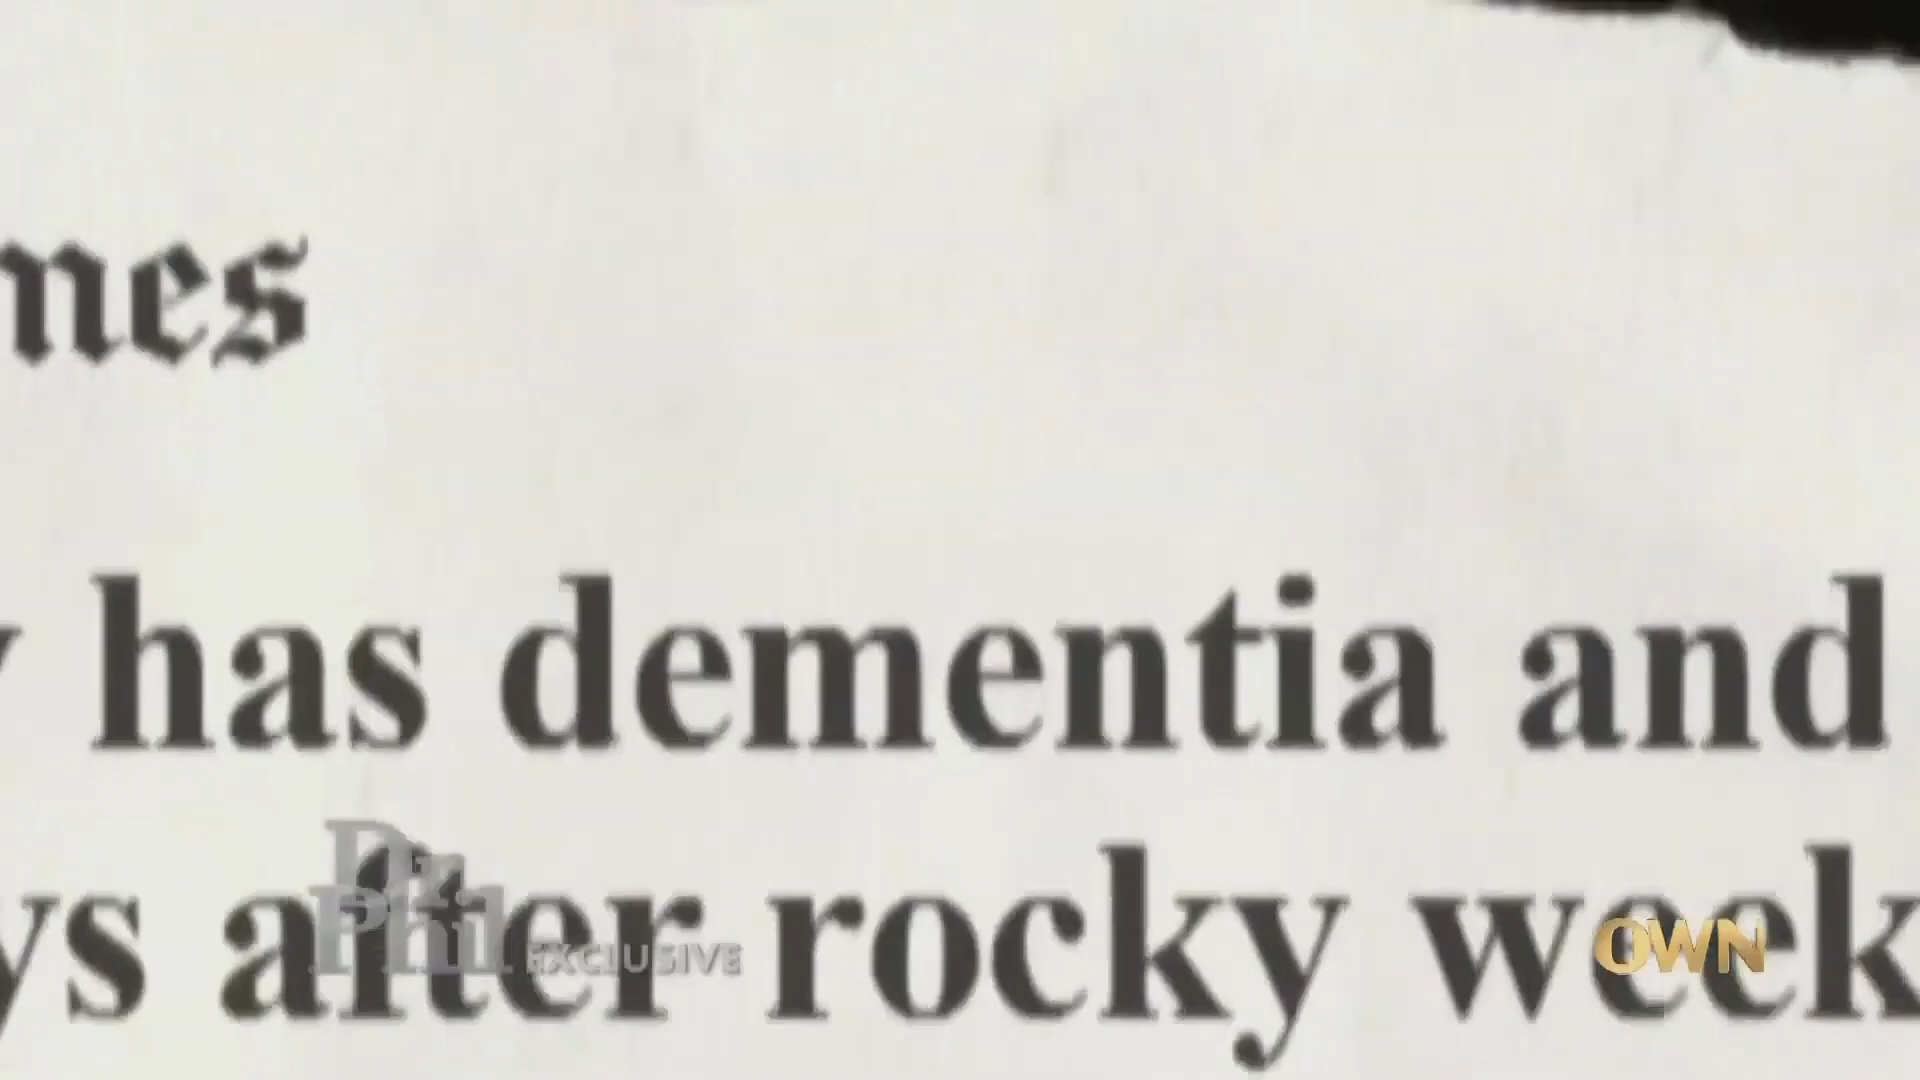 nes
y has dementia and
ys after rocky week
Dr.
Phil EXCLUSIVE
OWN